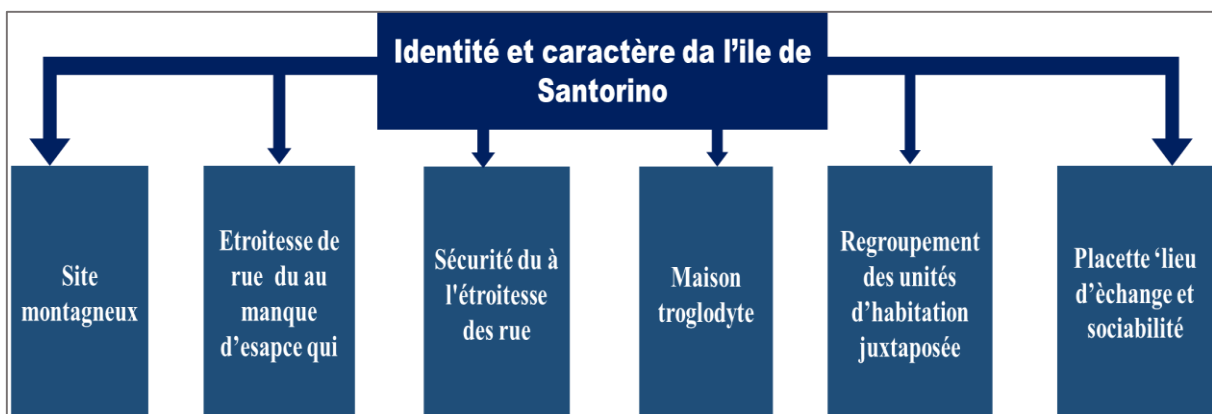 Identité et caractère da l’ile de
Santorino
Site
montagneux
Etroitesse de
rue du au
manque
d’esapce qui
Sécurité du à
l'étroitesse
des rue
Maison
troglodyte
Regroupement
des unités
d’habitation
juxtaposée
Placette ‘lieu
d’èchange et
sociabilité